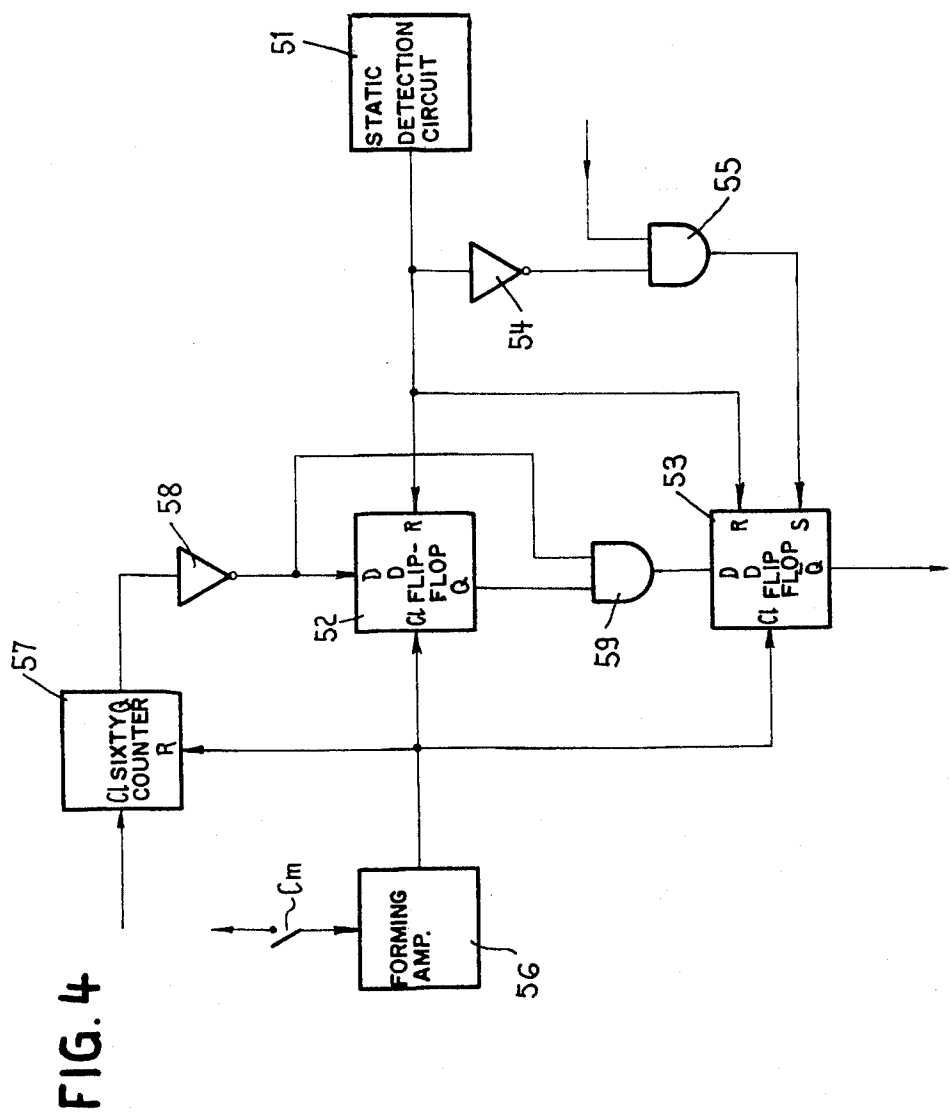 FIG. 4
57
Cl SIXTY Q
COUNTER
R
Cm
FORMING
AMP.
56
58
52
D
D
Cl FLIP- R
FLOP
Q
59
51
STATIC
DETECTION
CIRCUIT
54
55
53
D R
D
Cl FLIP
FLOP S
Q